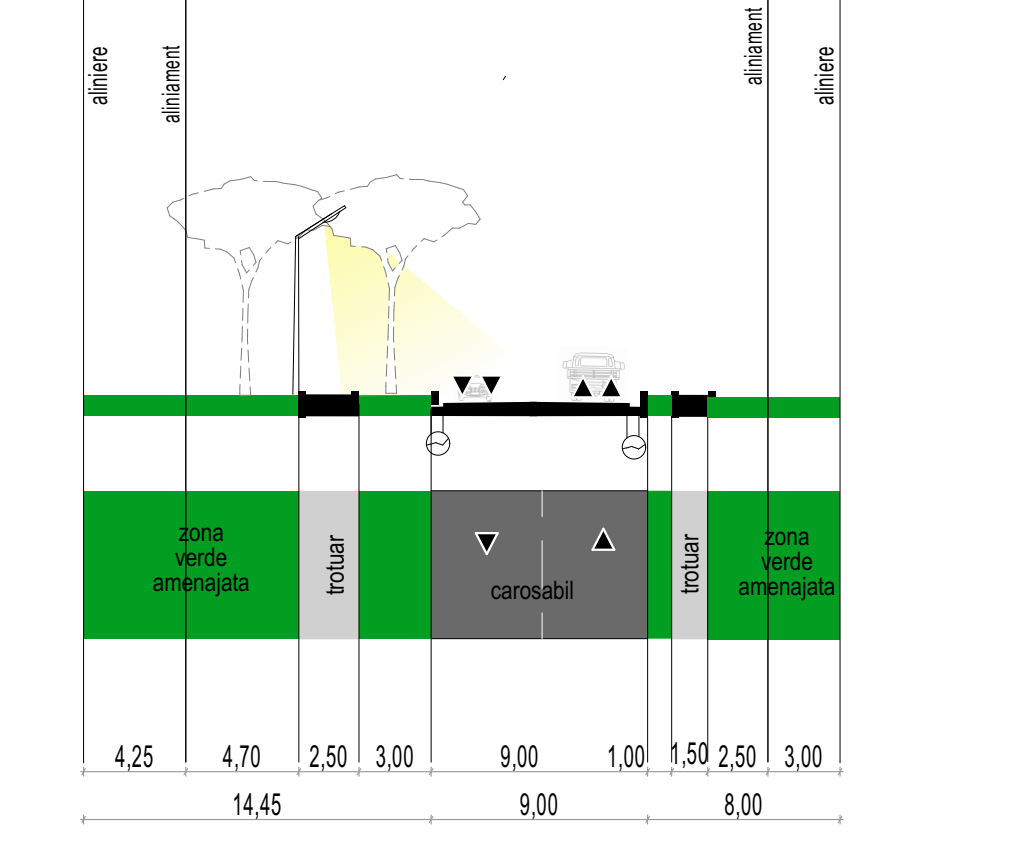 aliniere
aliniament
aliniament
aliniere
zona
verde
amenajata
trotuar
carosabil
trotuar
zona
verde
amenajata
4,25 4,70 2,50 3,00 9,00 1,00 1,50 2,50 3,00
14,45 9,00 8,00